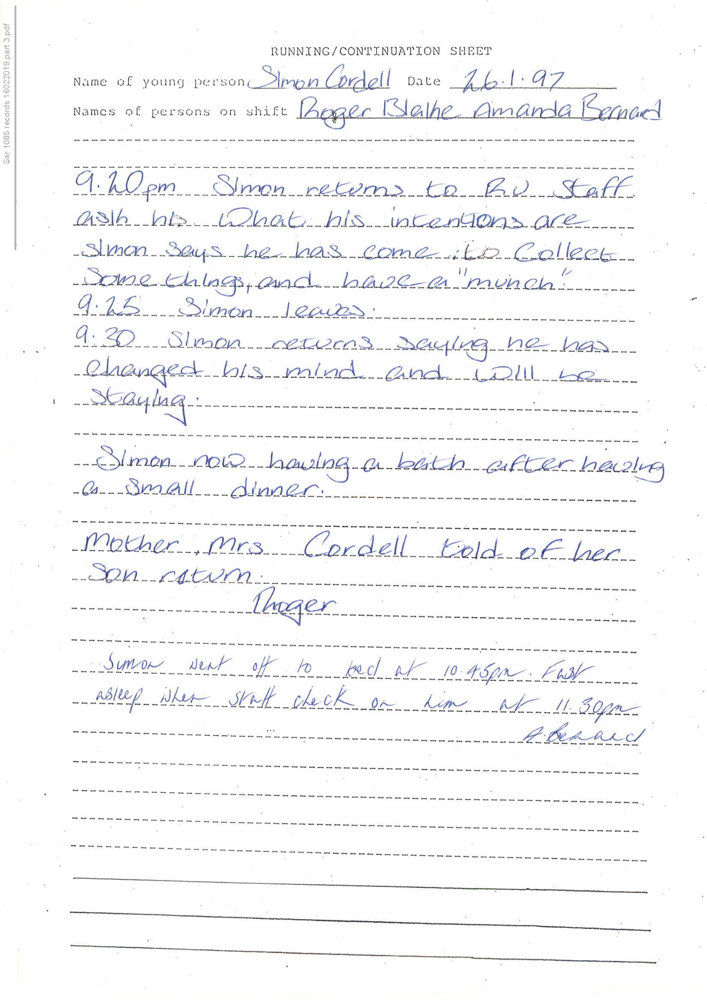 Sar 1085 records 16022019.part 3.pdf
RUNNING/CONTINUATION SHEET
Name of young person Simon Cordell Date 26.1.97
Names of persons on shift Roger Blake Amanda Bernard
9.20pm Simon returns to RU Staff
ask his What his intentions are
simon says he has come to Collect
Some things, and have a "munch".
9.25 Simon leaves.
9:30 Simon returns saying he has
changed his mind and will be
staying.
Simon now having a bath after having
a small dinner.
Mother, Mrs Cordell told of her
son return.
Roger
Simon went off to bed at 10.45pm. Fast
asleep when staff check on him at 11.30pm
A. Bernard